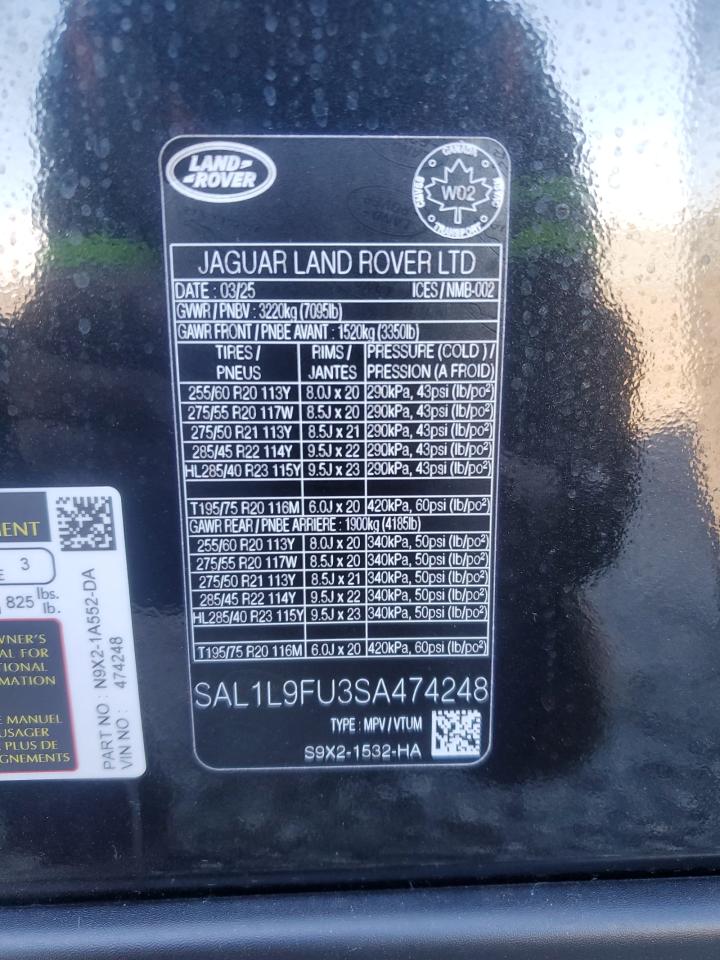 LAND-
-ROVER
CANADA
W02
CMVSA
NSVAC
TRANSPORT
JAGUAR LAND ROVER LTD
DATE : 03/25 ICES / NMB-002
GVWR / PNBV : 3220kg (7095lb)
GAWR FRONT / PNBE AVANT : 1520kg (3350lb)
TIRES / RIMS / PRESSURE (COLD ) /
PNEUS JANTES PRESSION (A FROID)
255/60 R20 113Y 8.0J x 20 290kPa, 43psi (lb/po²)
275/55 R20 117W 8.5J x 20 290kPa, 43psi (lb/po²)
275/50 R21 113Y 8.5J x 21 290kPa, 43psi (lb/po²)
285/45 R22 114Y 9.5J x 22 290kPa, 43psi (lb/po²)
HL285/40 R23 115Y 9.5J x 23 290kPa, 43psi (lb/po²)
T195/75 R20 116M 6.0J x 20 420kPa, 60psi (lb/po²)
GAWR REAR / PNBE ARRIERE : 1900kg (4185lb)
255/60 R20 113Y 8.0J x 20 340kPa, 50psi (lb/po²)
275/55 R20 117W 8.5J x 20 340kPa, 50psi (lb/po²)
275/50 R21 113Y 8.5J x 21 340kPa, 50psi (lb/po²)
285/45 R22 114Y 9.5J x 22 340kPa, 50psi (lb/po²)
HL285/40 R23 115Y 9.5J x 23 340kPa, 50psi (lb/po²)
T195/75 R20 116M 6.0J x 20 420kPa, 60psi (lb/po²)
SAL1L9FU3SA474248
TYPE : MPV / VTUM
S9X2-1532-HA
MENT
E 3
825 lbs.
lb.
WNER'S
AL FOR
TIONAL
MATION
E MANUEL
USAGER
PLUS DE
GNEMENTS
PART NO : N9X2-1A552-DA
VIN NO : 474248